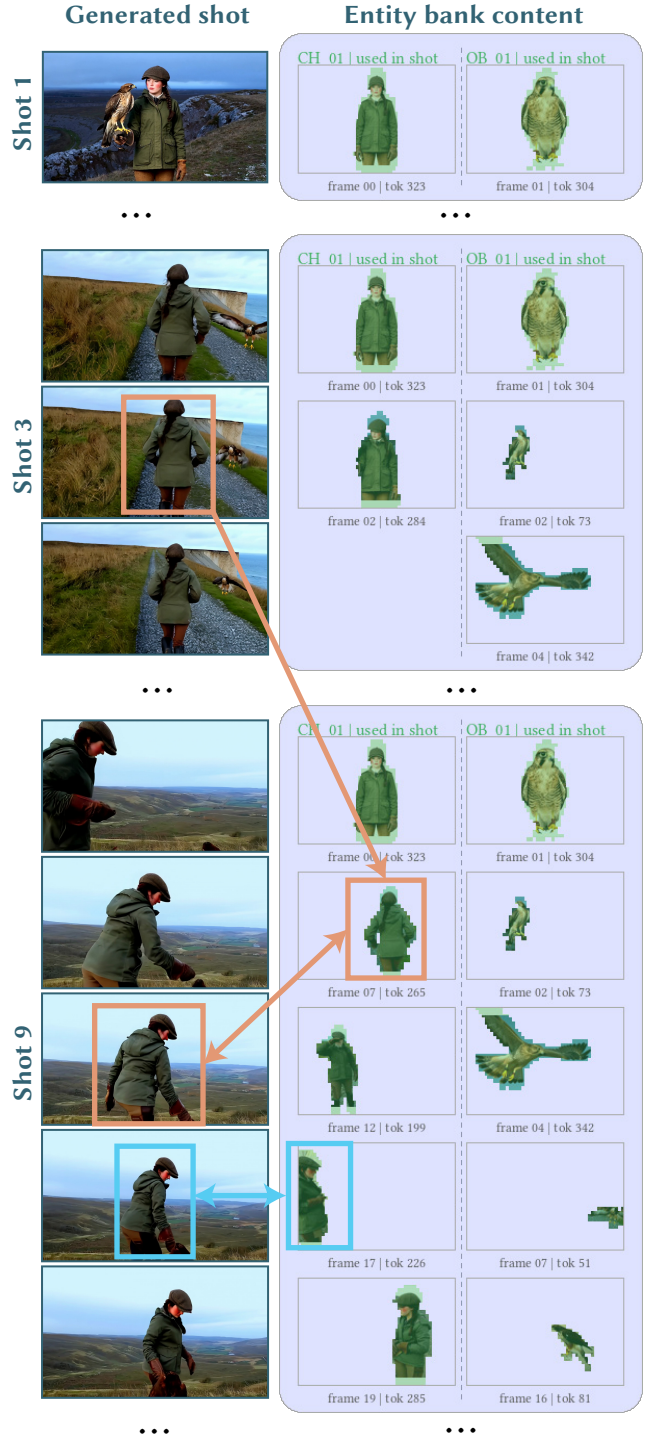 Generated shot Entity bank content
Shot 1
CH_01 | used in shot OB_01 | used in shot
frame 00 | tok 323 frame 01 | tok 304
... ...
Shot 3
CH_01 | used in shot OB_01 | used in shot
frame 00 | tok 323 frame 01 | tok 304
frame 02 | tok 284 frame 02 | tok 73
frame 04 | tok 342
... ...
Shot 9
CH_01 | used in shot OB_01 | used in shot
frame 00 | tok 323 frame 01 | tok 304
frame 07 | tok 265 frame 02 | tok 73
frame 12 | tok 199 frame 04 | tok 342
frame 17 | tok 226 frame 07 | tok 51
frame 19 | tok 285 frame 16 | tok 81
... ...